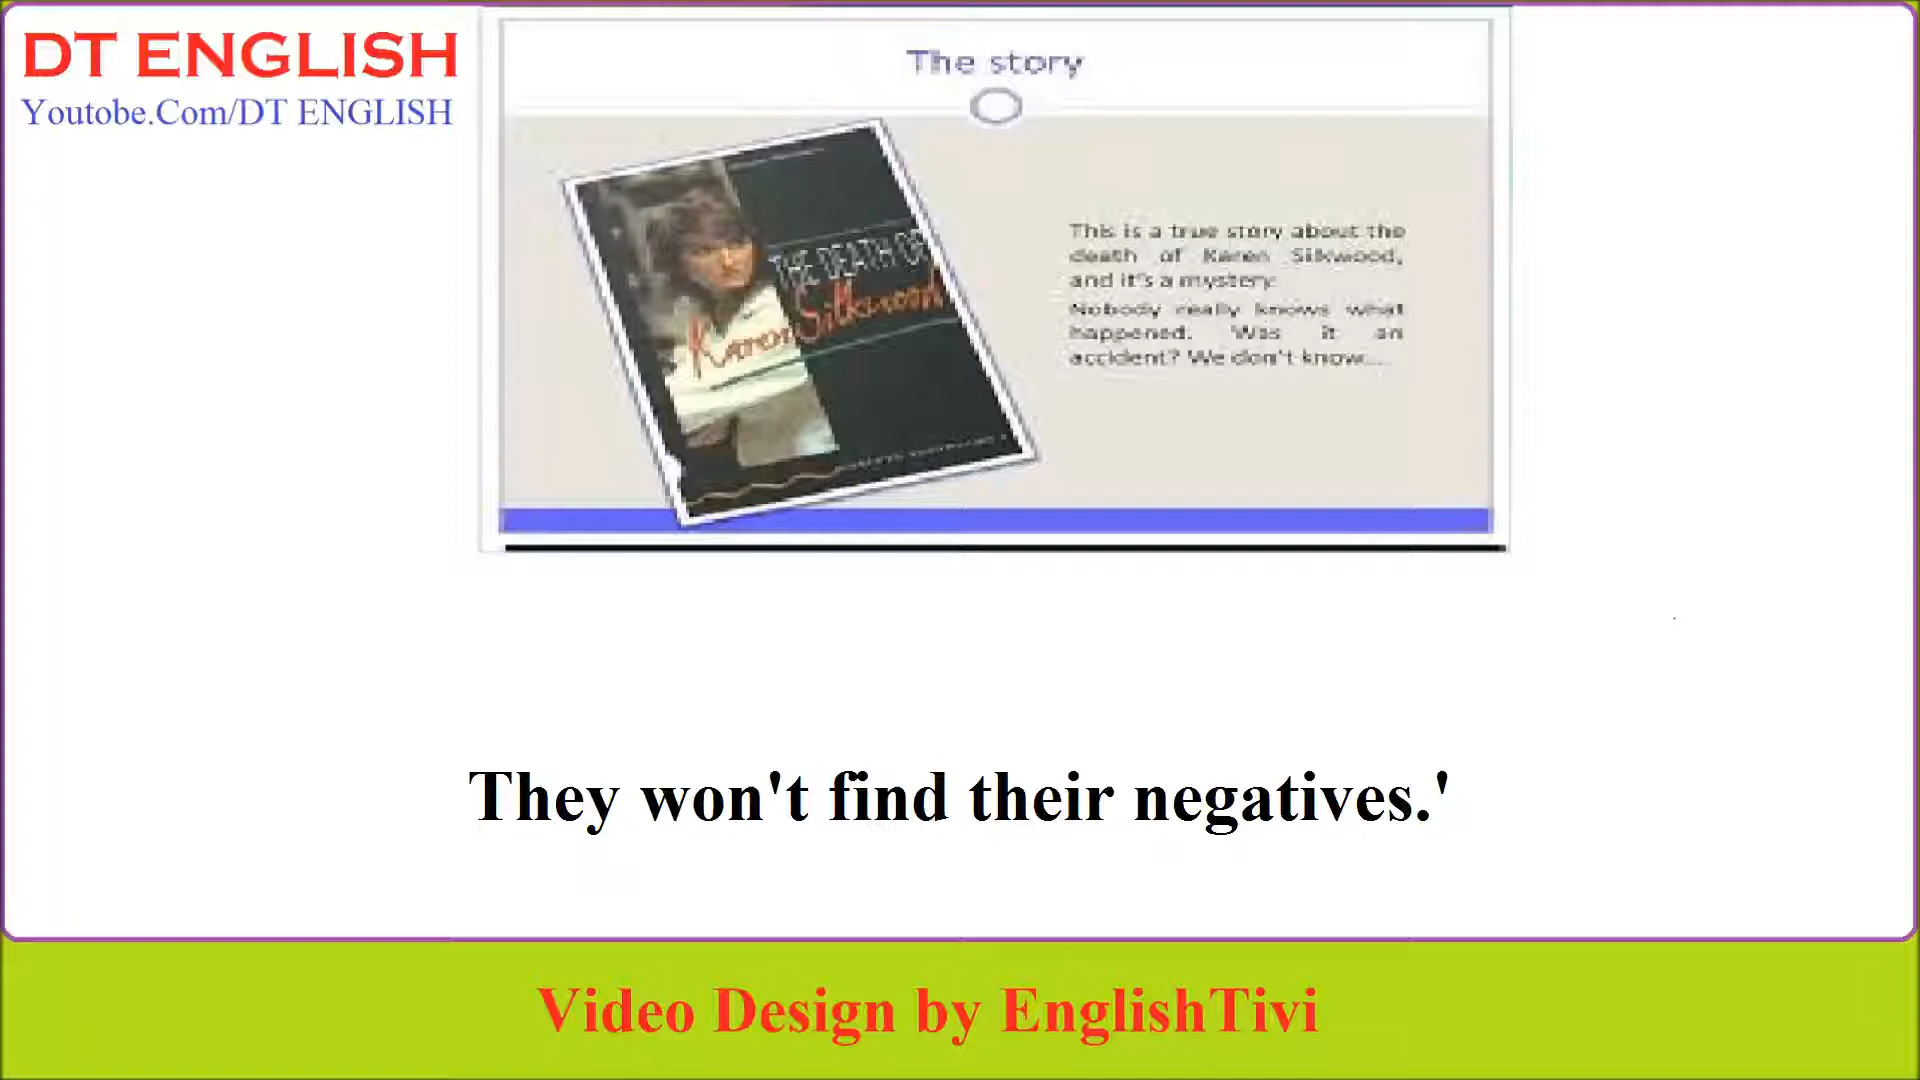 DT ENGLISH
Youtobe.Com/DT ENGLISH
The story
THE DEATH OF
Karen Silkwood
This is a true story about the
death of Karen Silkwood,
and it's a mystery.
Nobody really knows what
happened. Was it an
accident? We don't know...
They won't find their negatives.'
Video Design by EnglishTivi